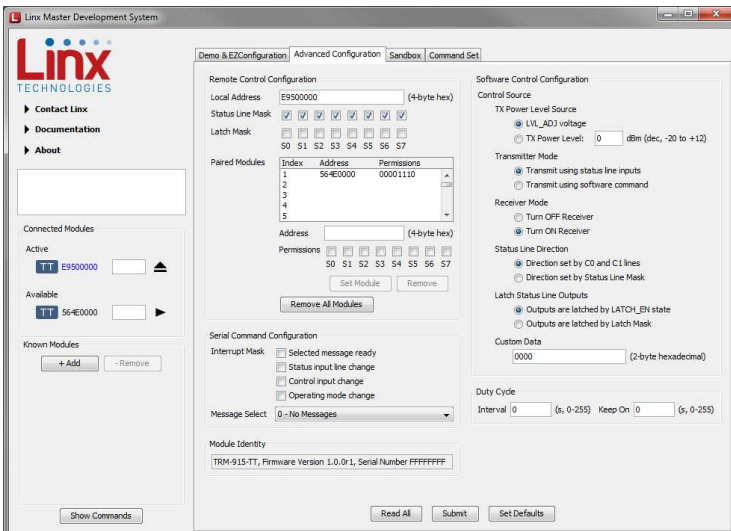 Linx Master Development System
Linx
TECHNOLOGIES
Contact Linx
Documentation
About
Connected Modules
Active
TT E9500000
Available
TT 564E0000
Known Modules
+ Add - Remove
Show Commands
Demo & EZConfiguration Advanced Configuration Sandbox Command Set
Remote Control Configuration
Local Address E9500000 (4-byte hex)
Status Line Mask
Latch Mask
S0 S1 S2 S3 S4 S5 S6 S7
Paired Modules Index Address Permissions
1 564E0000 00001110
2
3
4
5
Address (4-byte hex)
Permissions
S0 S1 S2 S3 S4 S5 S6 S7
Set Module Remove
Remove All Modules
Serial Command Configuration
Interrupt Mask Selected message ready
Status input line change
Control input change
Operating mode change
Message Select 0 - No Messages
Module Identity
TRM-915-TT, Firmware Version 1.0.0r1, Serial Number FFFFFFFF
Software Control Configuration
Control Source
TX Power Level Source
LVL_ADJ voltage
TX Power Level: 0 dBm (dec, -20 to +12)
Transmitter Mode
Transmit using status line inputs
Transmit using software command
Receiver Mode
Turn OFF Receiver
Turn ON Receiver
Status Line Direction
Direction set by C0 and C1 lines
Direction set by Status Line Mask
Latch Status Line Outputs
Outputs are latched by LATCH_EN state
Outputs are latched by Latch Mask
Custom Data
0000 (2-byte hexadecimal)
Duty Cycle
Interval 0 (s, 0-255) Keep On 0 (s, 0-255)
Read All Submit Set Defaults